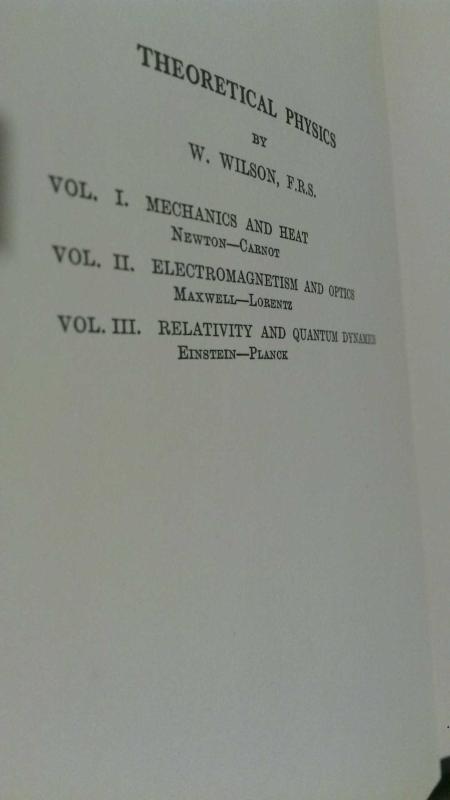 THEORETICAL PHYSICS
BY
W. WILSON, F.R.S.
VOL. I. MECHANICS AND HEAT
NEWTON—CARNOT
VOL. II. ELECTROMAGNETISM AND OPTICS
MAXWELL—LORENTZ
VOL. III. RELATIVITY AND QUANTUM DYNAMICS
EINSTEIN—PLANCK